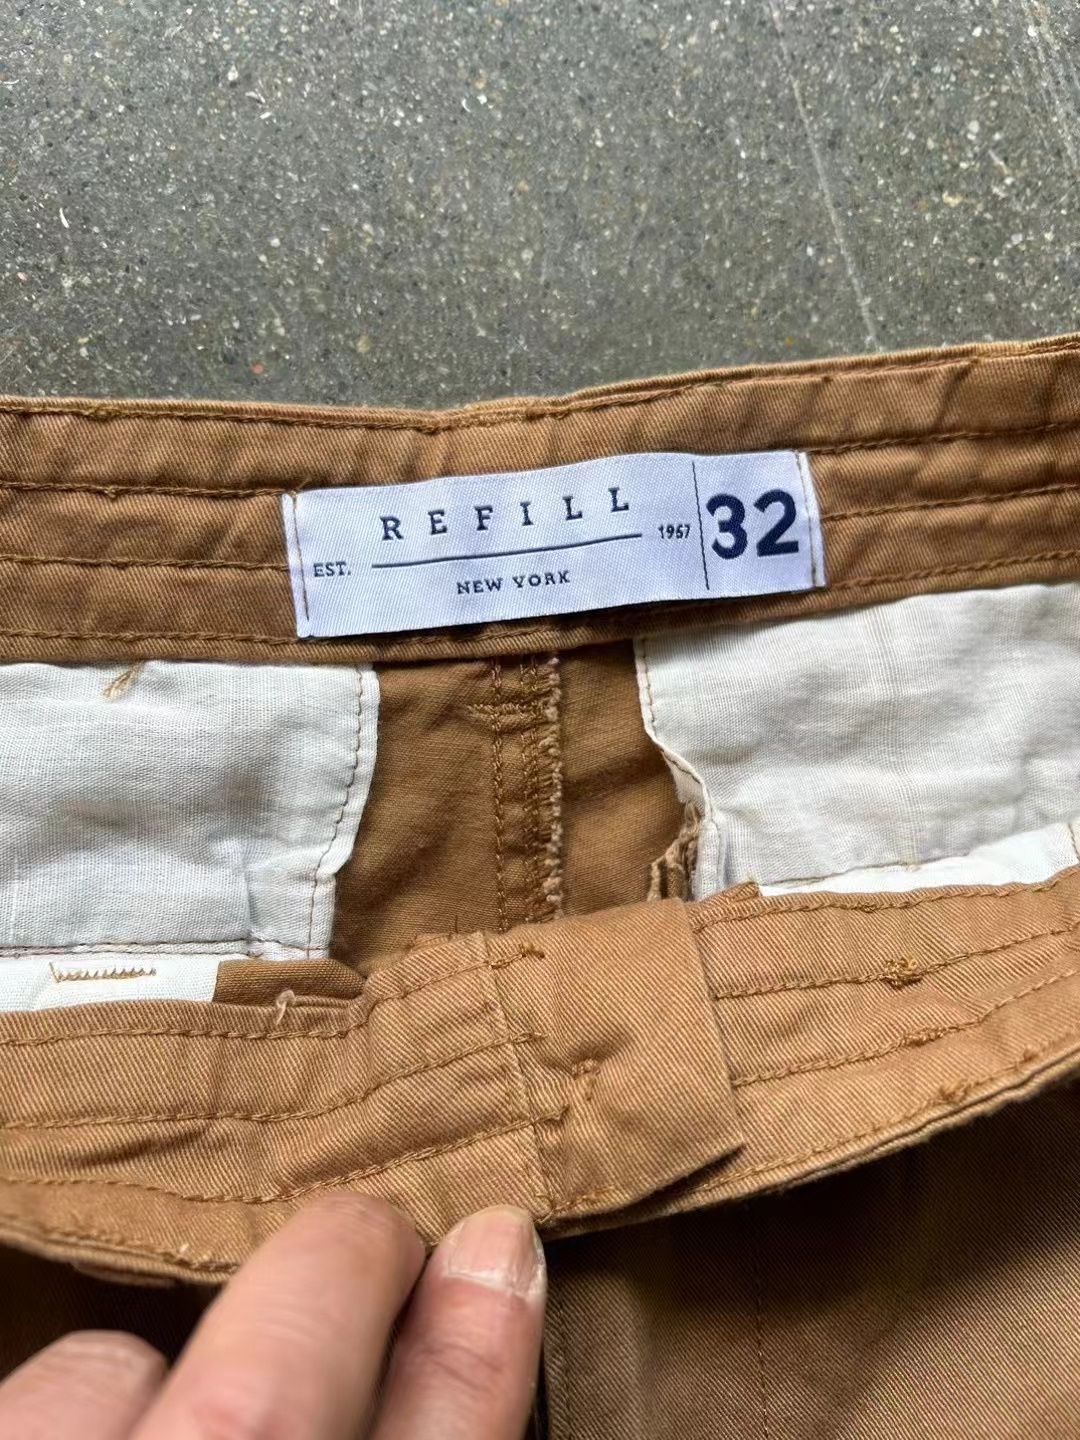 REFILL
EST.
1967
NEW YORK
32